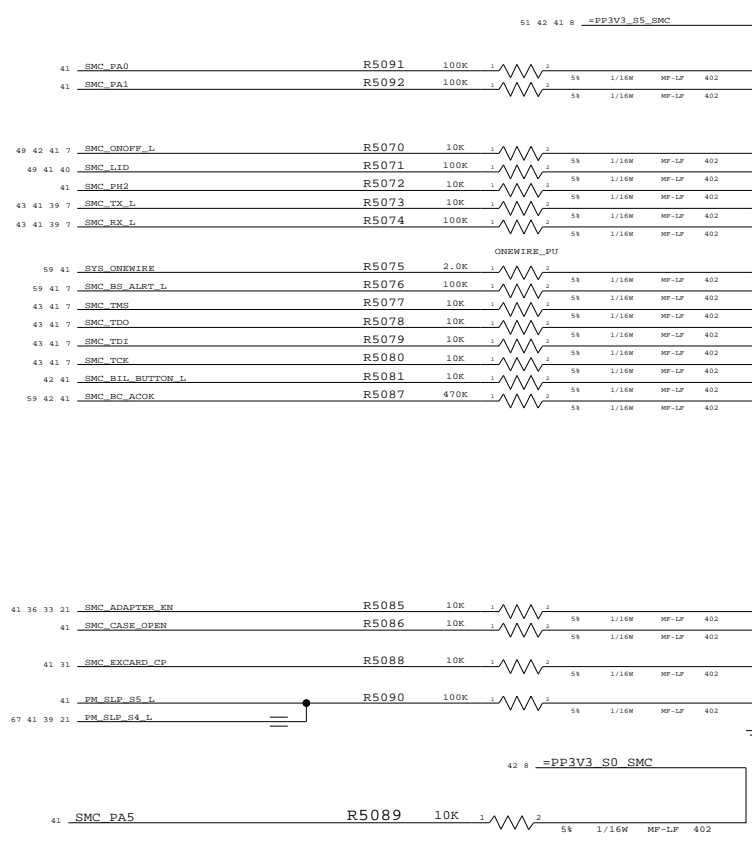 51 42 41 8 =PP3V3_S5_SMC
41 SMC_PA0 R5091 100K 1 2
5% 1/16W MF-LF 402
41 SMC_PA1 R5092 100K 1 2
5% 1/16W MF-LF 402
49 42 41 7 SMC_ONOFF_L R5070 10K 1 2
5% 1/16W MF-LF 402
49 41 40 SMC_LID R5071 100K 1 2
5% 1/16W MF-LF 402
41 SMC_PH2 R5072 10K 1 2
5% 1/16W MF-LF 402
43 41 39 7 SMC_TX_L R5073 10K 1 2
5% 1/16W MF-LF 402
43 41 39 7 SMC_RX_L R5074 100K 1 2
5% 1/16W MF-LF 402
ONEWIRE_PU
59 41 SYS_ONEWIRE R5075 2.0K 1 2
5% 1/16W MF-LF 402
59 41 7 SMC_BS_ALRT_L R5076 100K 1 2
5% 1/16W MF-LF 402
43 41 7 SMC_TMS R5077 10K 1 2
5% 1/16W MF-LF 402
43 41 7 SMC_TDO R5078 10K 1 2
5% 1/16W MF-LF 402
43 41 7 SMC_TDI R5079 10K 1 2
5% 1/16W MF-LF 402
43 41 7 SMC_TCK R5080 10K 1 2
5% 1/16W MF-LF 402
42 41 SMC_BIL_BUTTON_L R5081 10K 1 2
5% 1/16W MF-LF 402
59 42 41 SMC_BC_ACOK R5087 470K 1 2
5% 1/16W MF-LF 402
41 36 33 21 SMC_ADAPTER_EN R5085 10K 1 2
5% 1/16W MF-LF 402
41 SMC_CASE_OPEN R5086 10K 1 2
5% 1/16W MF-LF 402
41 31 SMC_EXCARD_CP R5088 10K 1 2
5% 1/16W MF-LF 402
41 PM_SLP_S5_L R5090 100K 1 2
5% 1/16W MF-LF 402
67 41 39 21 PM_SLP_S4_L
42 8 =PP3V3_S0_SMC
41 SMC_PA5 R5089 10K 1 2
5% 1/16W MF-LF 402